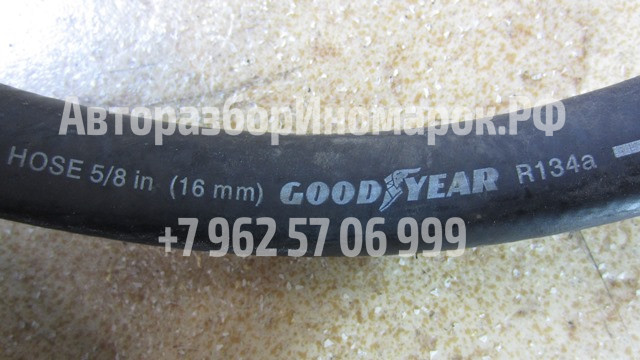 АвторазборИномарок.РФ
HOSE 5/8 in (16 mm) GOODYEAR R134a
+7 962 57 06 999